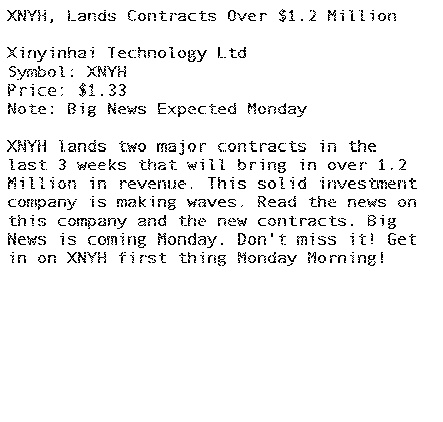 XNYH, Lands Contracts Over $1.2 Million
Xinyinhai Technology Ltd
Symbol: XNYH
Price: $1.33
Note: Big News Expected Monday
XNYH lands two major contracts in the
last 3 weeks that will bring in over 1.2
Million in revenue. This solid investment
company is making waves. Read the news on
this company and the new contracts. Big
News is coming Monday. Don't miss it! Get
in on XNYH first thing Monday Morning!